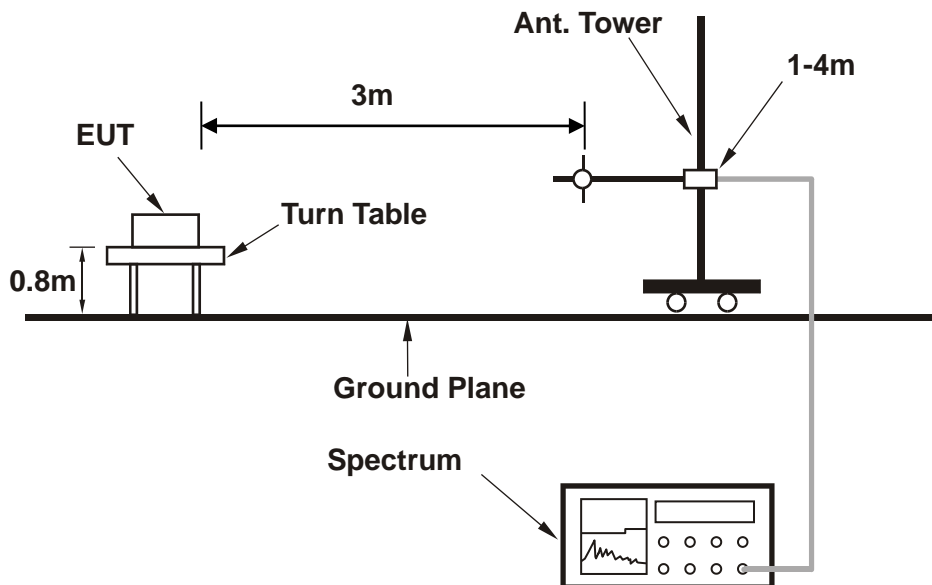 Ant. Tower
1-4m
3m
EUT
Turn Table
0.8m
Ground Plane
Spectrum